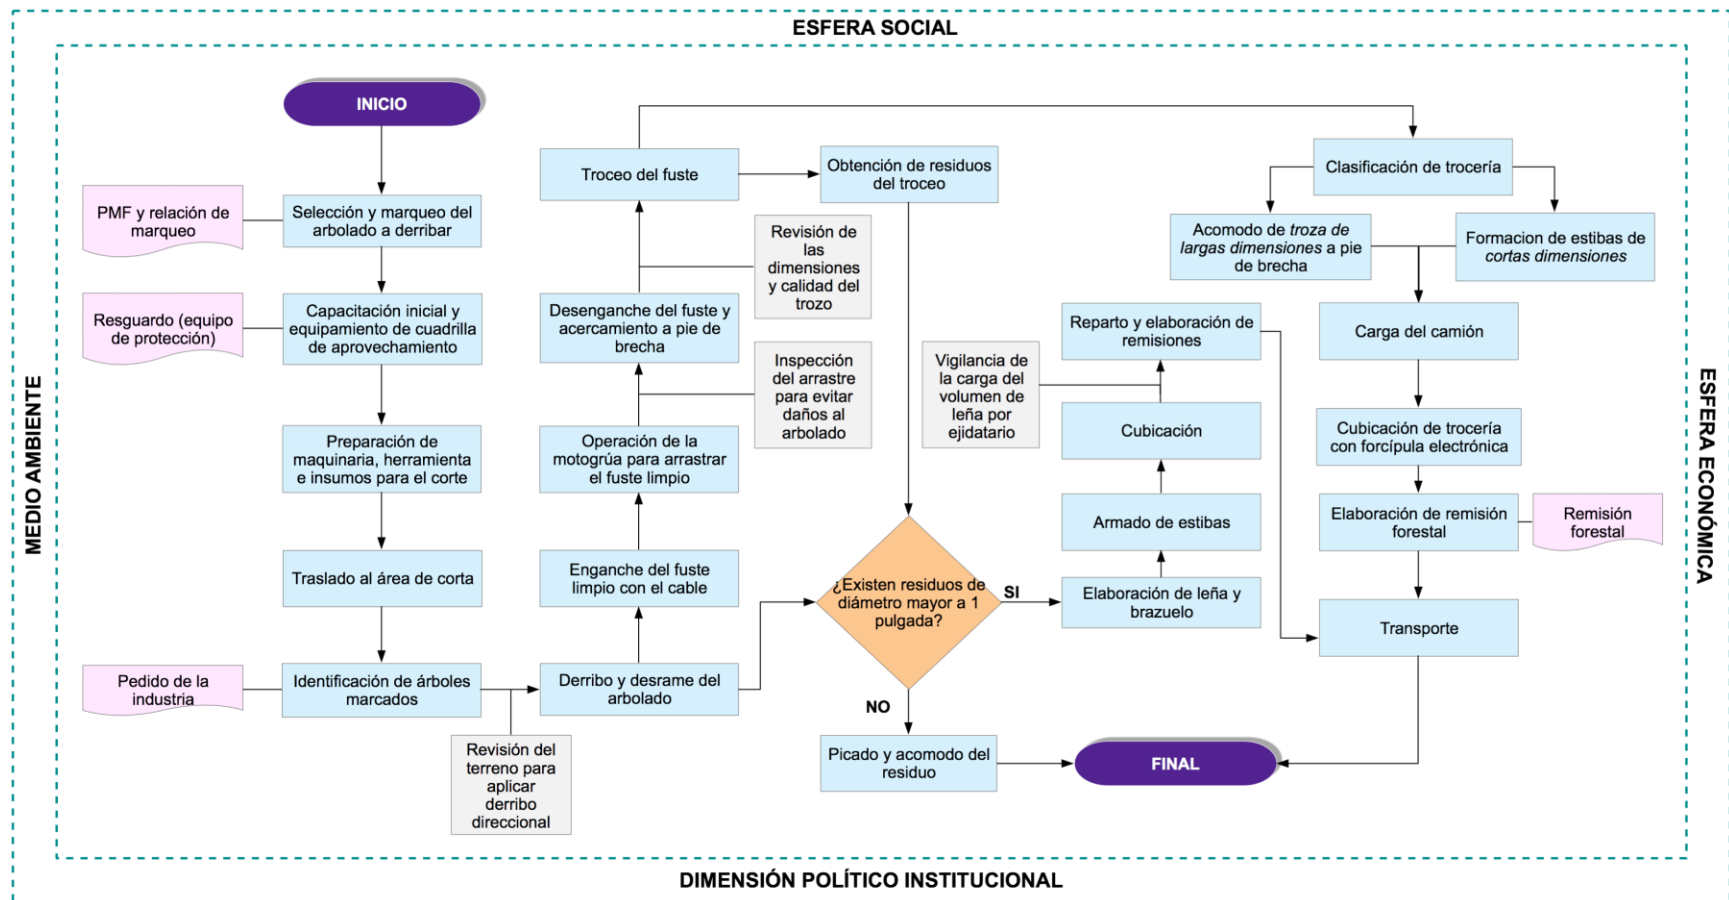 ESFERA SOCIAL
MEDIO AMBIENTE
INICIO
PMF y relación de
marqueo
Selección y marqueo del
arbolado a derribar
Resguardo (equipo
de protección)
Capacitación inicial y
equipamiento de cuadrilla
de aprovechamiento
Preparación de
maquinaria, herramienta
e insumos para el corte
Traslado al área de corta
Pedido de la
industria
Identificación de árboles
marcados
Revisión del
terreno para
aplicar
derribo
direccional
Derribo y desrame del
arbolado
Enganche del fuste
limpio con el cable
Operación de la
motogrúa para arrastrar
el fuste limpio
Inspección
del arrastre
para evitar
daños al
arbolado
Desenganche del fuste y
acercamiento a pie de
brecha
Revisión de
las
dimensiones
y calidad del
trozo
Troceo del fuste
Obtención de residuos
del troceo
¿Existen residuos de
diámetro mayor a 1
pulgada?
SI
NO
Picado y acomodo del
residuo
Elaboración de leña y
brazuelo
Armado de estibas
Cubicación
Vigilancia de
la carga del
volumen de
leña por
ejidatario
Reparto y elaboración de
remisiones
Clasificación de trocería
Acomodo de troza de
largas dimensiones a pie
de brecha
Formacion de estibas de
cortas dimensiones
Carga del camión
Cubicación de trocería
con forcípula electrónica
Elaboración de remisión
forestal
Remisión
forestal
Transporte
FINAL
ESFERA ECONÓMICA
DIMENSIÓN POLÍTICO INSTITUCIONAL